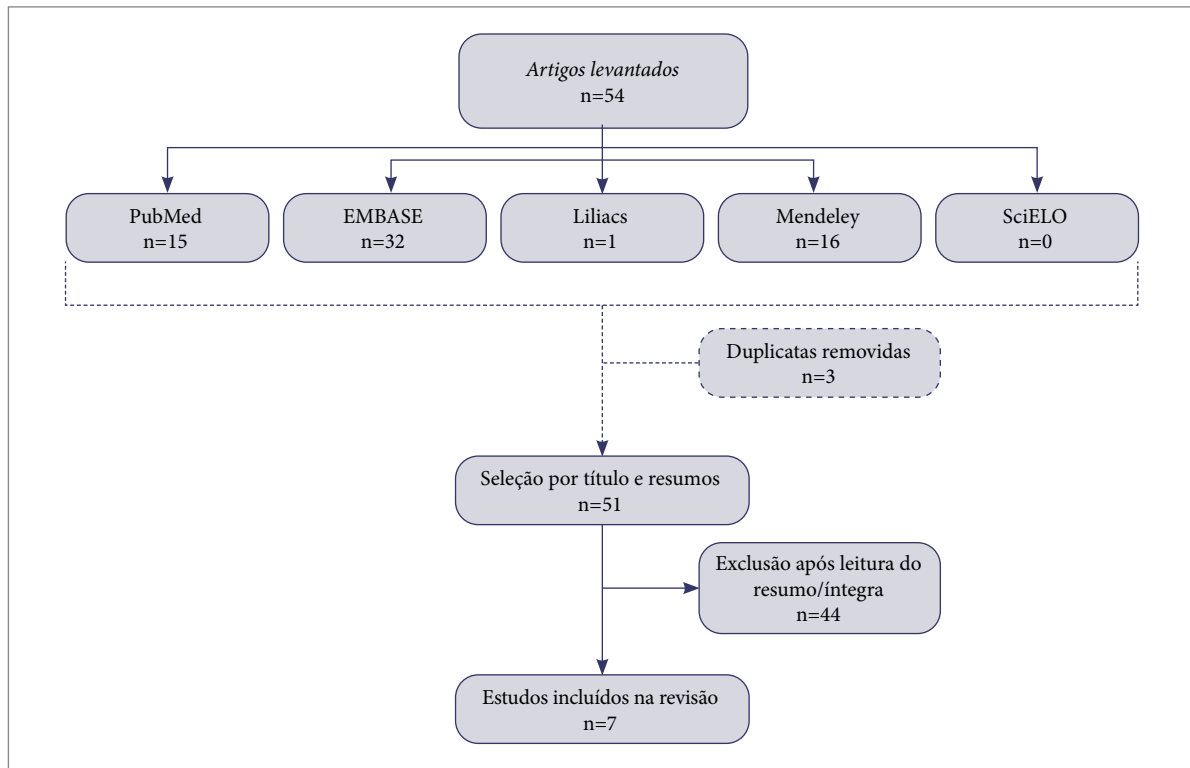 Artigos levantados
n=54
PubMed
n=15
EMBASE
n=32
Liliacs
n=1
Mendeley
n=16
SciELO
n=0
Duplicatas removidas
n=3
Seleção por título e resumos
n=51
Exclusão após leitura do
resumo/íntegra
n=44
Estudos incluídos na revisão
n=7